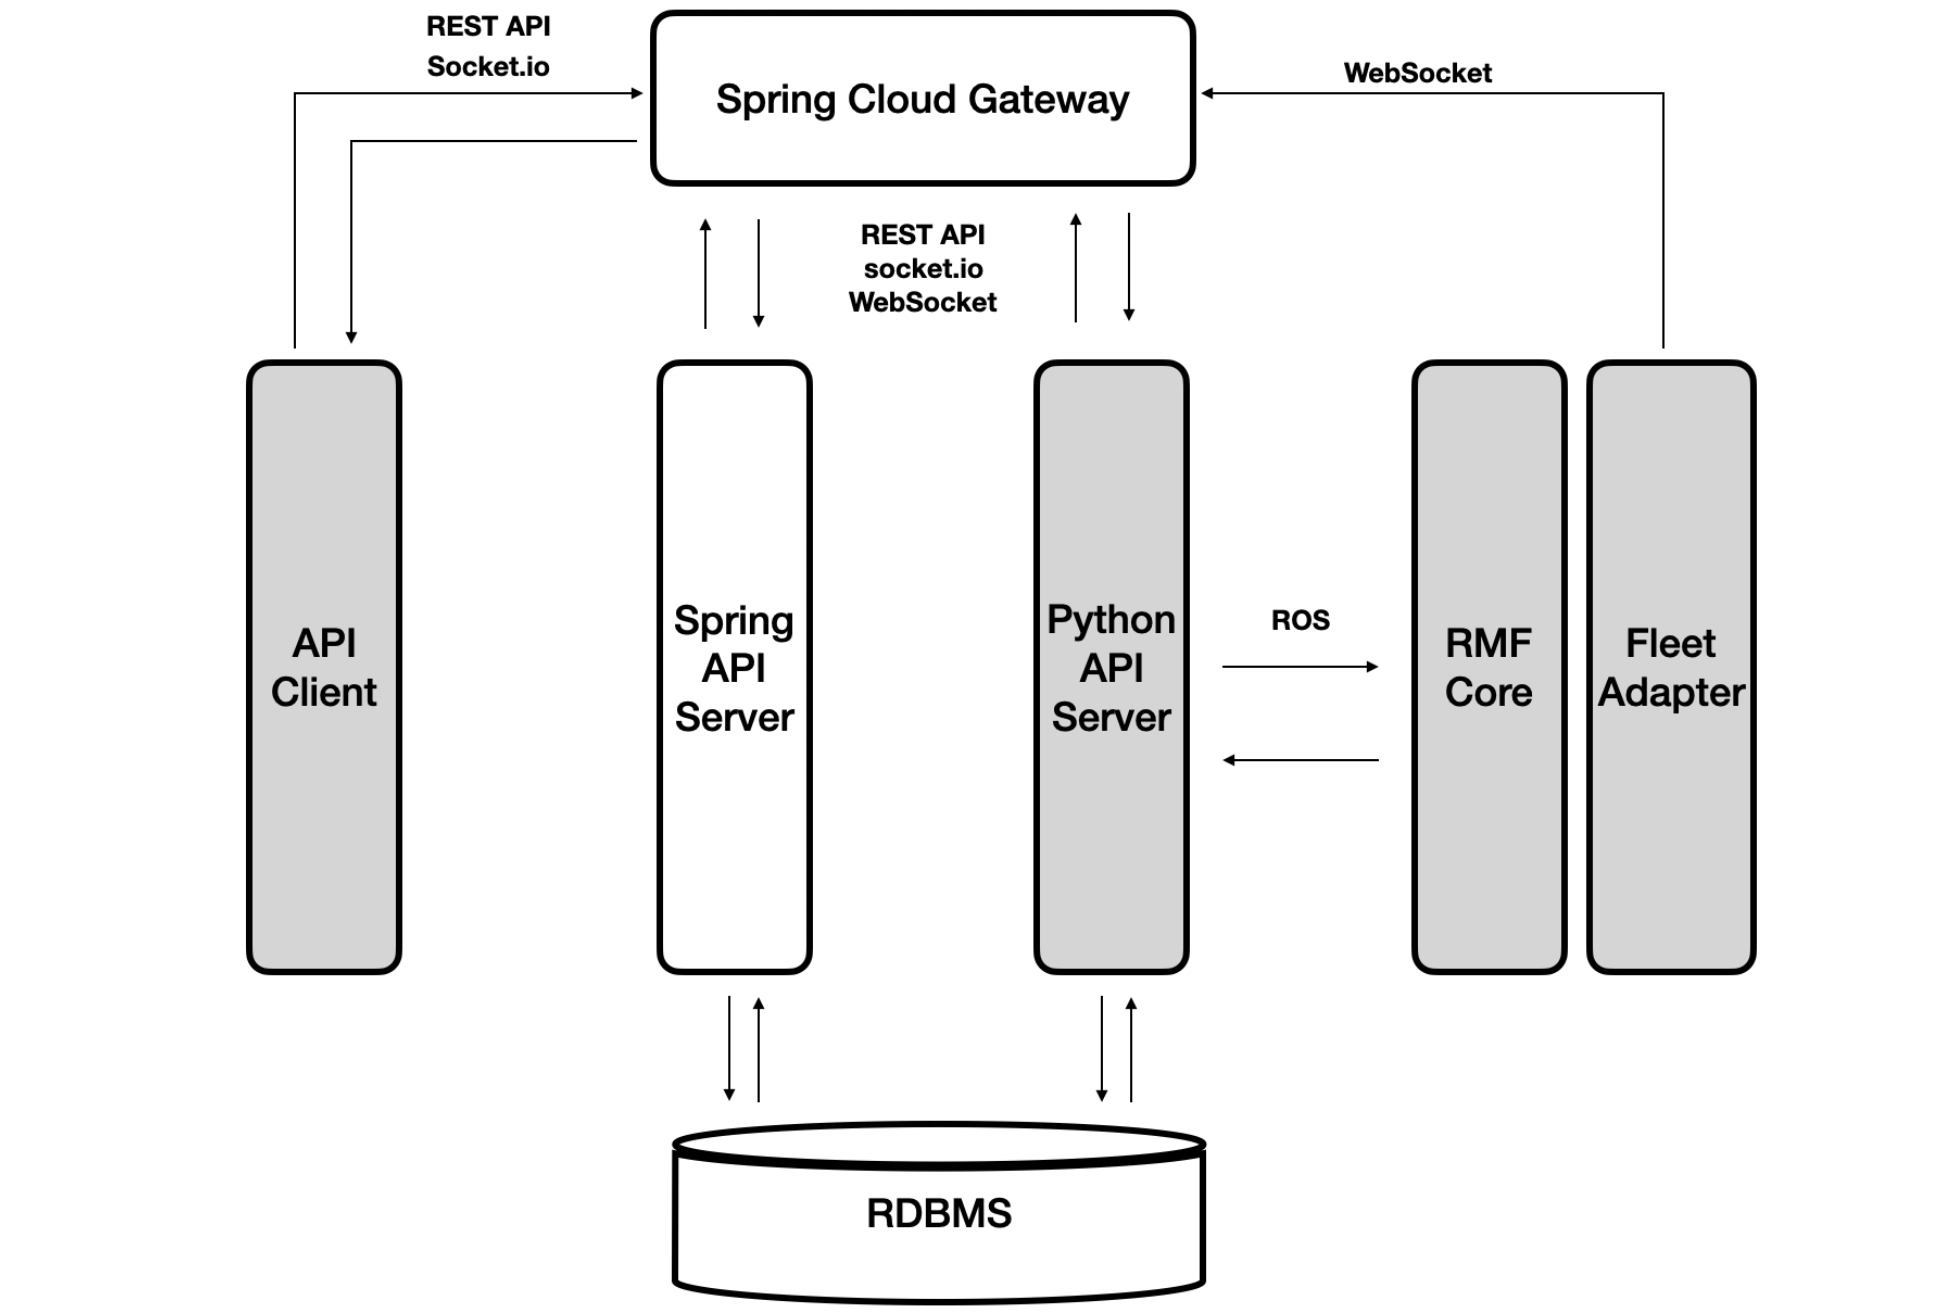 REST API
Socket.io
Spring Cloud Gateway
WebSocket
REST API
socket.io
WebSocket
API
Client
Spring
API
Server
Python
API
Server
ROS
RMF
Core
Fleet
Adapter
RDBMS